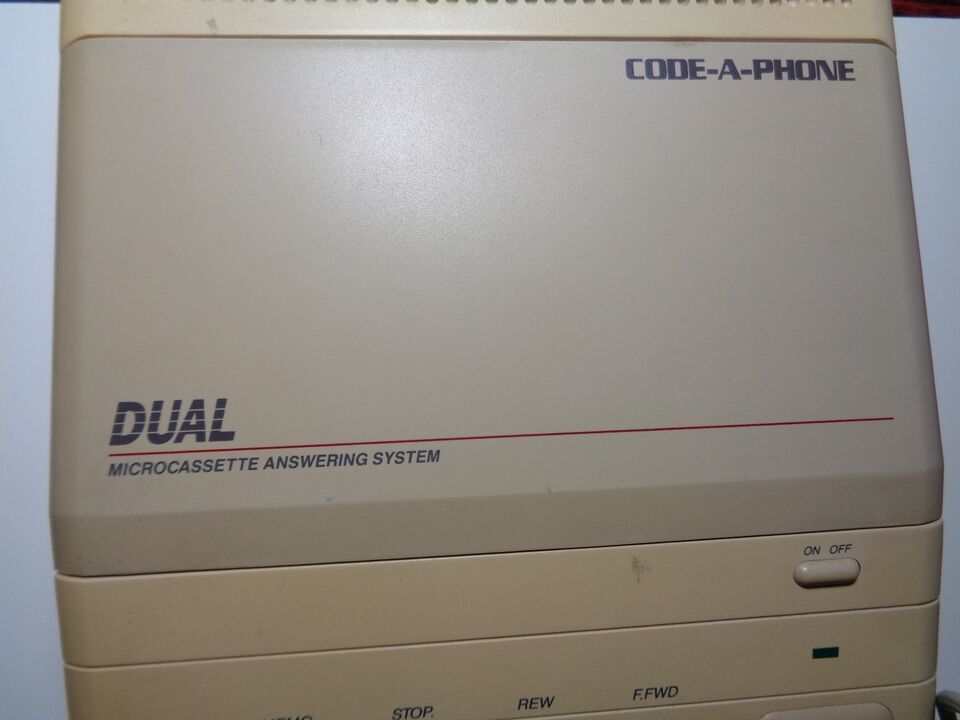 CODE-A-PHONE
DUAL
MICROCASSETTE ANSWERING SYSTEM
ON OFF
STOP. REW F.FWD